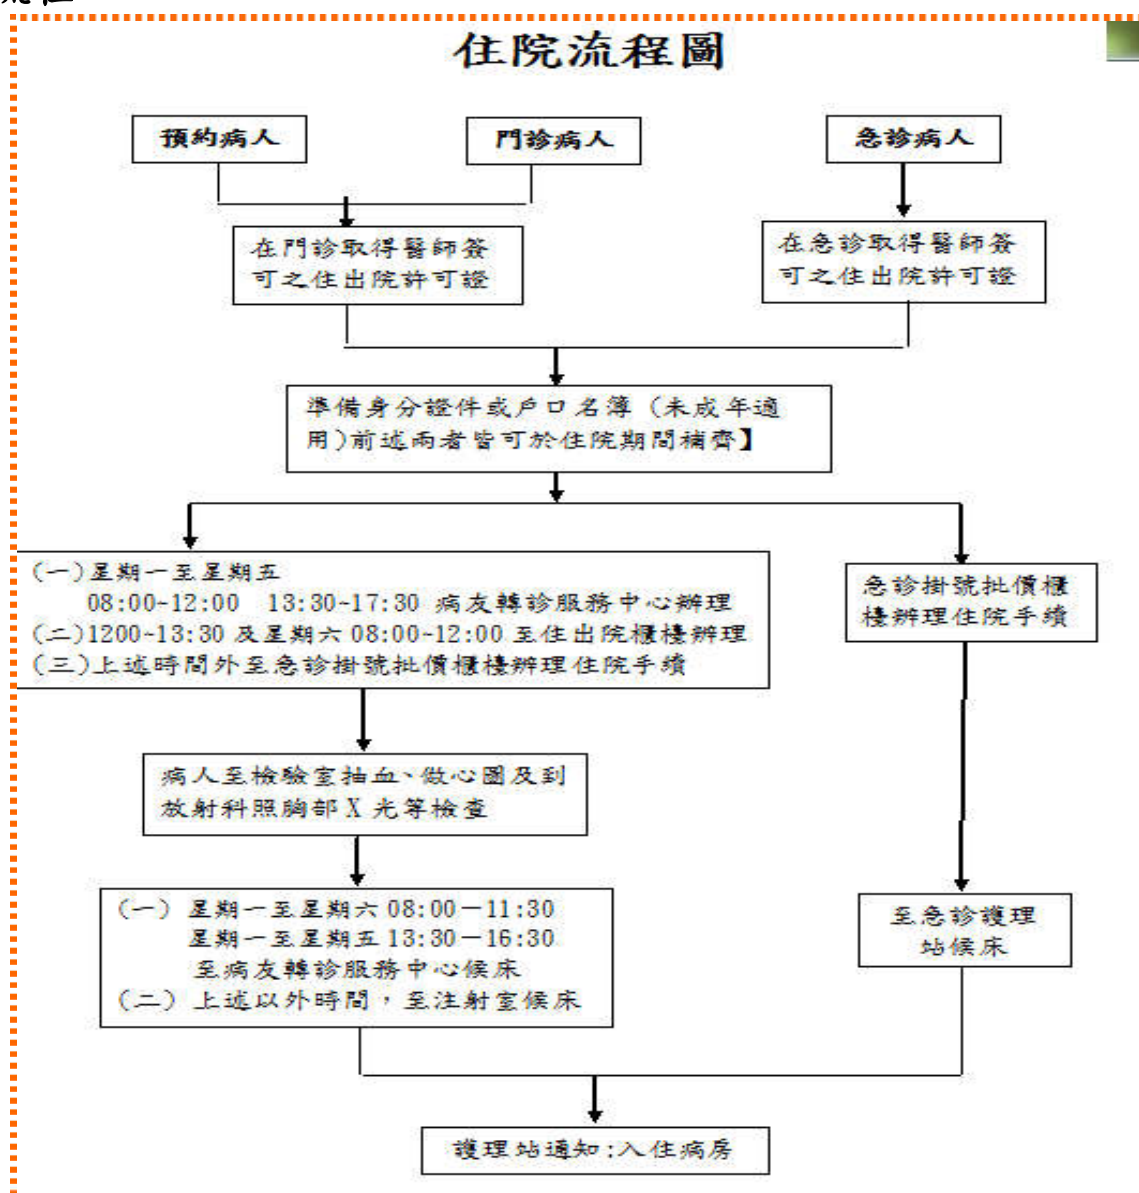 住院流程圖
預約病人
門診病人
急診病人
在門診取得醫師簽
可之住出院許可證
在急診取得醫師簽
可之住出院許可證
準備身分證件或戶口名簿 (未成年適
用)前述兩者皆可於住院期間補齊】
(一)星期一至星期五
08:00~12:00 13:30~17:30 病友轉診服務中心辦理
(二)1200~13:30 及星期六 08:00~12:00 至住出院櫃檯辦理
(三)上述時間外至急診掛號批價櫃檯辦理住院手續
急診掛號批價櫃
檯辦理住院手續
病人至檢驗室抽血、做心圖及到
放射科照胸部 X 光等檢查
(一) 星期一至星期六 08:00－11:30
星期一至星期五 13:30－16:30
至病友轉診服務中心候床
(二) 上述以外時間，至注射室候床
至急診護理
站候床
護理站通知:入住病房